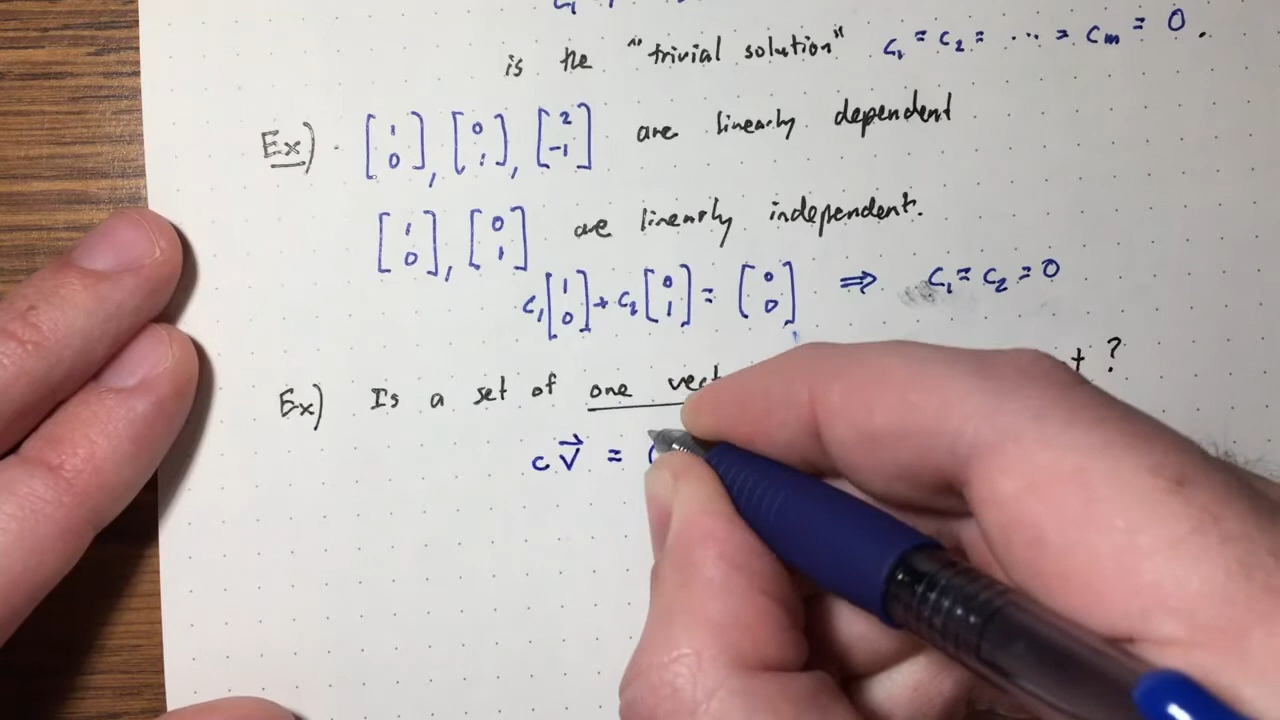 is the "trivial solution" c₁ = c₂ = ... = cₘ = 0.
Ex) · [1 0], [0 1], [2 -1] are linearly dependent
[1 0], [0 1] are linearly independent.
c₁[1 0] + c₂[0 1] = [0 0] ⇒ c₁ = c₂ = 0
Ex) Is a set of one ?
c v⃗ =